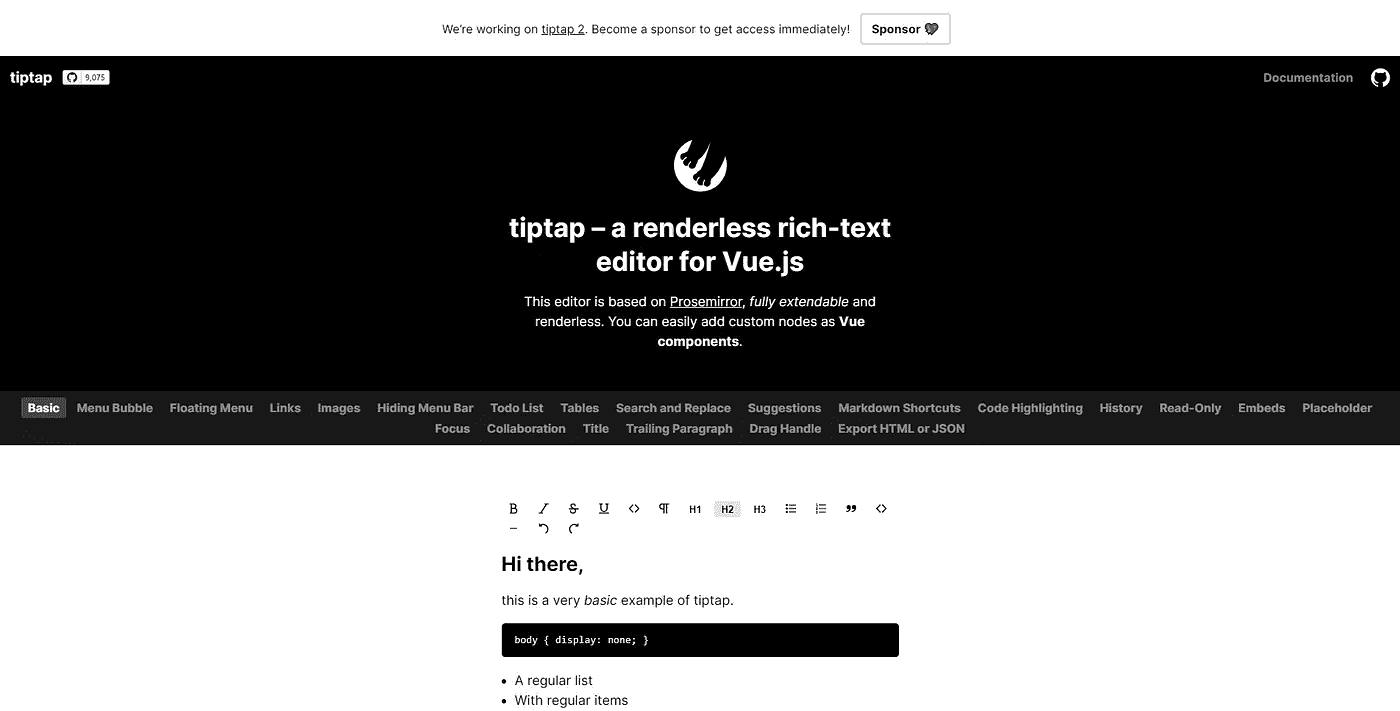 We're working on tiptap 2. Become a sponsor to get access immediately! Sponsor
tiptap 9,075 Documentation
tiptap – a renderless rich-text
editor for Vue.js
This editor is based on Prosemirror, fully extendable and
renderless. You can easily add custom nodes as Vue
components.
Basic Menu Bubble Floating Menu Links Images Hiding Menu Bar Todo List Tables Search and Replace Suggestions Markdown Shortcuts Code Highlighting History Read-Only Embeds Placeholder
Focus Collaboration Title Trailing Paragraph Drag Handle Export HTML or JSON
B I S U <> ¶ H1 H2 H3 ” <>
Hi there,
this is a very basic example of tiptap.
body { display: none; }
• A regular list
• With regular items